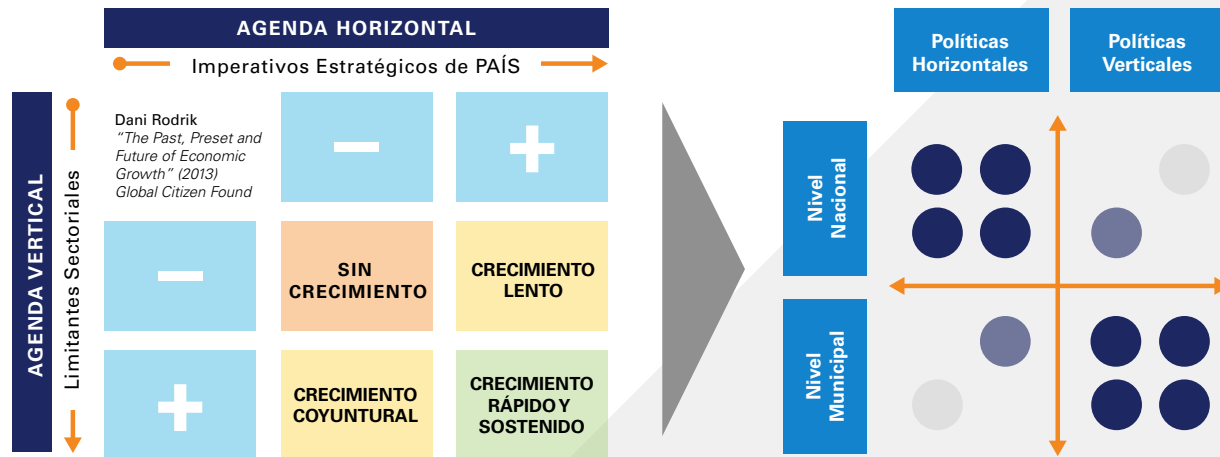 AGENDA HORIZONTAL
Imperativos Estratégicos de PAÍS
AGENDA VERTICAL
Limitantes Sectoriales
Dani Rodrik
“The Past, Preset and
Future of Economic
Growth” (2013)
Global Citizen Found
−
+
−
SIN
CRECIMIENTO
CRECIMIENTO
LENTO
+
CRECIMIENTO
COYUNTURAL
CRECIMIENTO
RÁPIDO Y
SOSTENIDO
Políticas
Horizontales
Políticas
Verticales
Nivel
Nacional
Nivel
Municipal